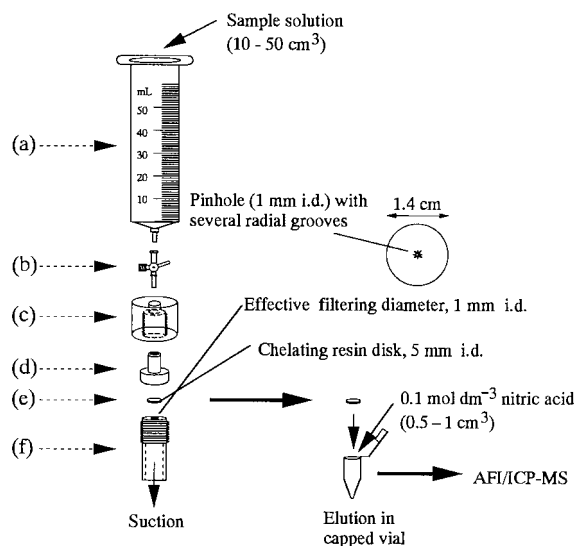 Sample solution
(10 - 50 cm3)
mL
50
40
30
20
10
(a)
Pinhole (1 mm i.d.) with
several radial grooves
1.4 cm
(b)
(c)
Effective filtering diameter, 1 mm i.d.
(d)
Chelating resin disk, 5 mm i.d.
(e)
0.1 mol dm−3 nitric acid
(0.5 – 1 cm3)
(f)
AFI/ICP-MS
Suction
Elution in
capped vial